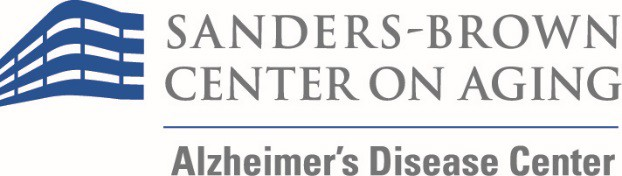 SANDERS-BROWN
CENTER ON AGING
Alzheimer's Disease Center